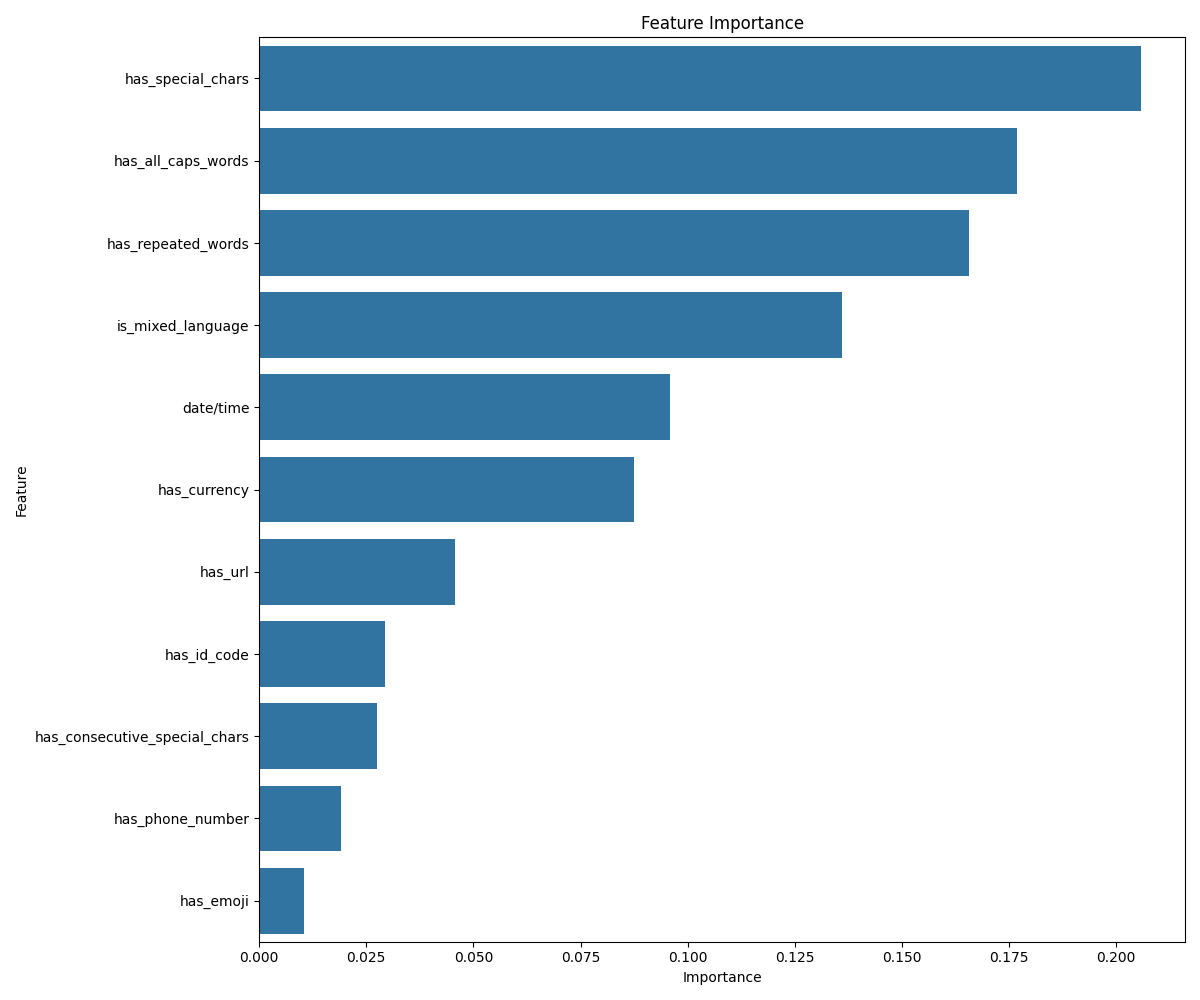 Feature Importance
Feature
has_special_chars
has_all_caps_words
has_repeated_words
is_mixed_language
date/time
has_currency
has_url
has_id_code
has_consecutive_special_chars
has_phone_number
has_emoji
0.000 0.025 0.050 0.075 0.100 0.125 0.150 0.175 0.200
Importance